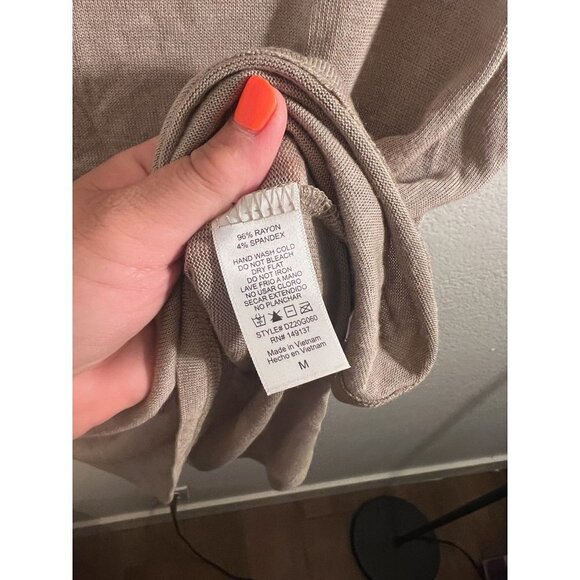 96% RAYON
4% SPANDEX
HAND WASH COLD
DO NOT BLEACH
DRY FLAT
DO NOT IRON
LAVE FRIO A MANO
NO USAR CLORO
SECAR EXTENDIDO
NO PLANCHAR
STYLE# DZ20G060
RN# 149137
Made in Vietnam
Hecho en Vietnam
M